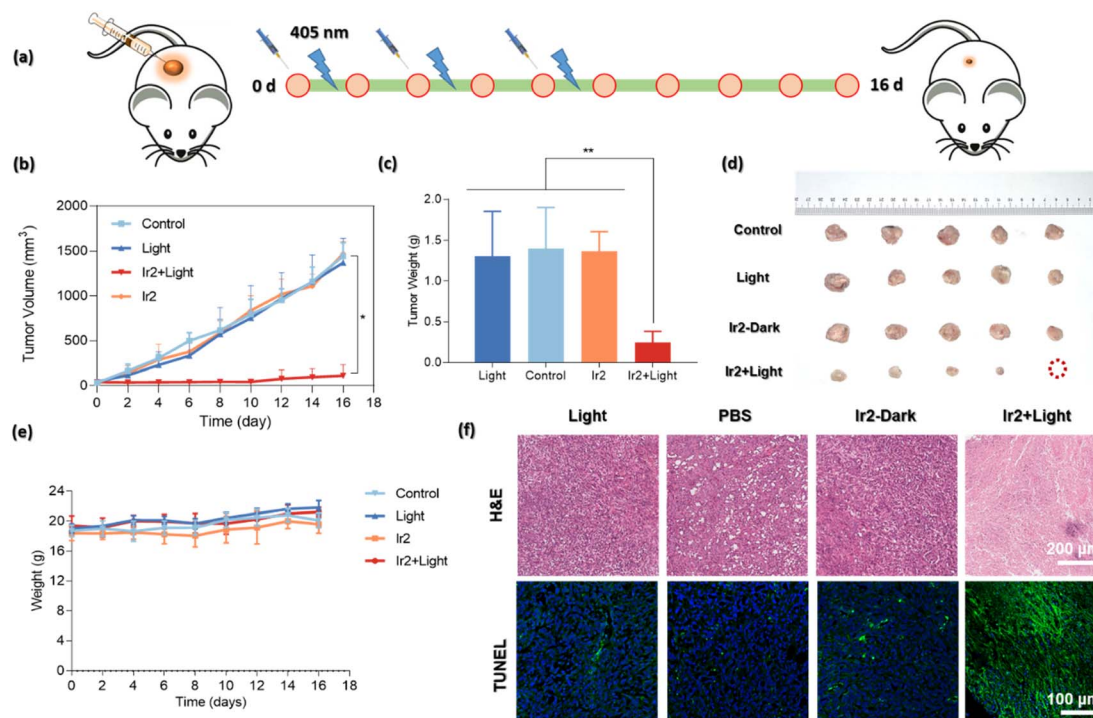 (a)
405 nm
0 d
16 d
(b)
Tumor Volume (mm³)
2000
1500
1000
500
0
Control
Light
Ir2+Light
Ir2
*
0 2 4 6 8 10 12 14 16 18
Time (day)
(c)
**
Tumor Weight (g)
2.0
1.5
1.0
0.5
0.0
Light Control Ir2 Ir2+Light
(d)
Control
Light
Ir2-Dark
Ir2+Light
(e)
Weight (g)
24
20
16
12
8
4
0
Control
Light
Ir2
Ir2+Light
0 2 4 6 8 10 12 14 16 18
Time (days)
(f)
Light PBS Ir2-Dark Ir2+Light
H&E
200 µm
TUNEL
100 µm